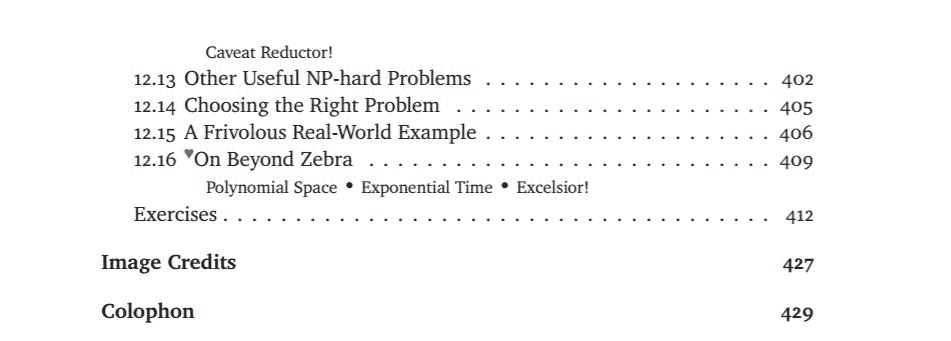 Caveat Reductor!
12.13 Other Useful NP-hard Problems . . . . . . . . . . . . . . . . . . . . 402
12.14 Choosing the Right Problem . . . . . . . . . . . . . . . . . . . . . . 405
12.15 A Frivolous Real-World Example . . . . . . . . . . . . . . . . . . . . 406
12.16 ♥On Beyond Zebra . . . . . . . . . . . . . . . . . . . . . . . . . . . . 409
Polynomial Space • Exponential Time • Excelsior!
Exercises . . . . . . . . . . . . . . . . . . . . . . . . . . . . . . . . . . . . . . 412
Image Credits 427
Colophon 429